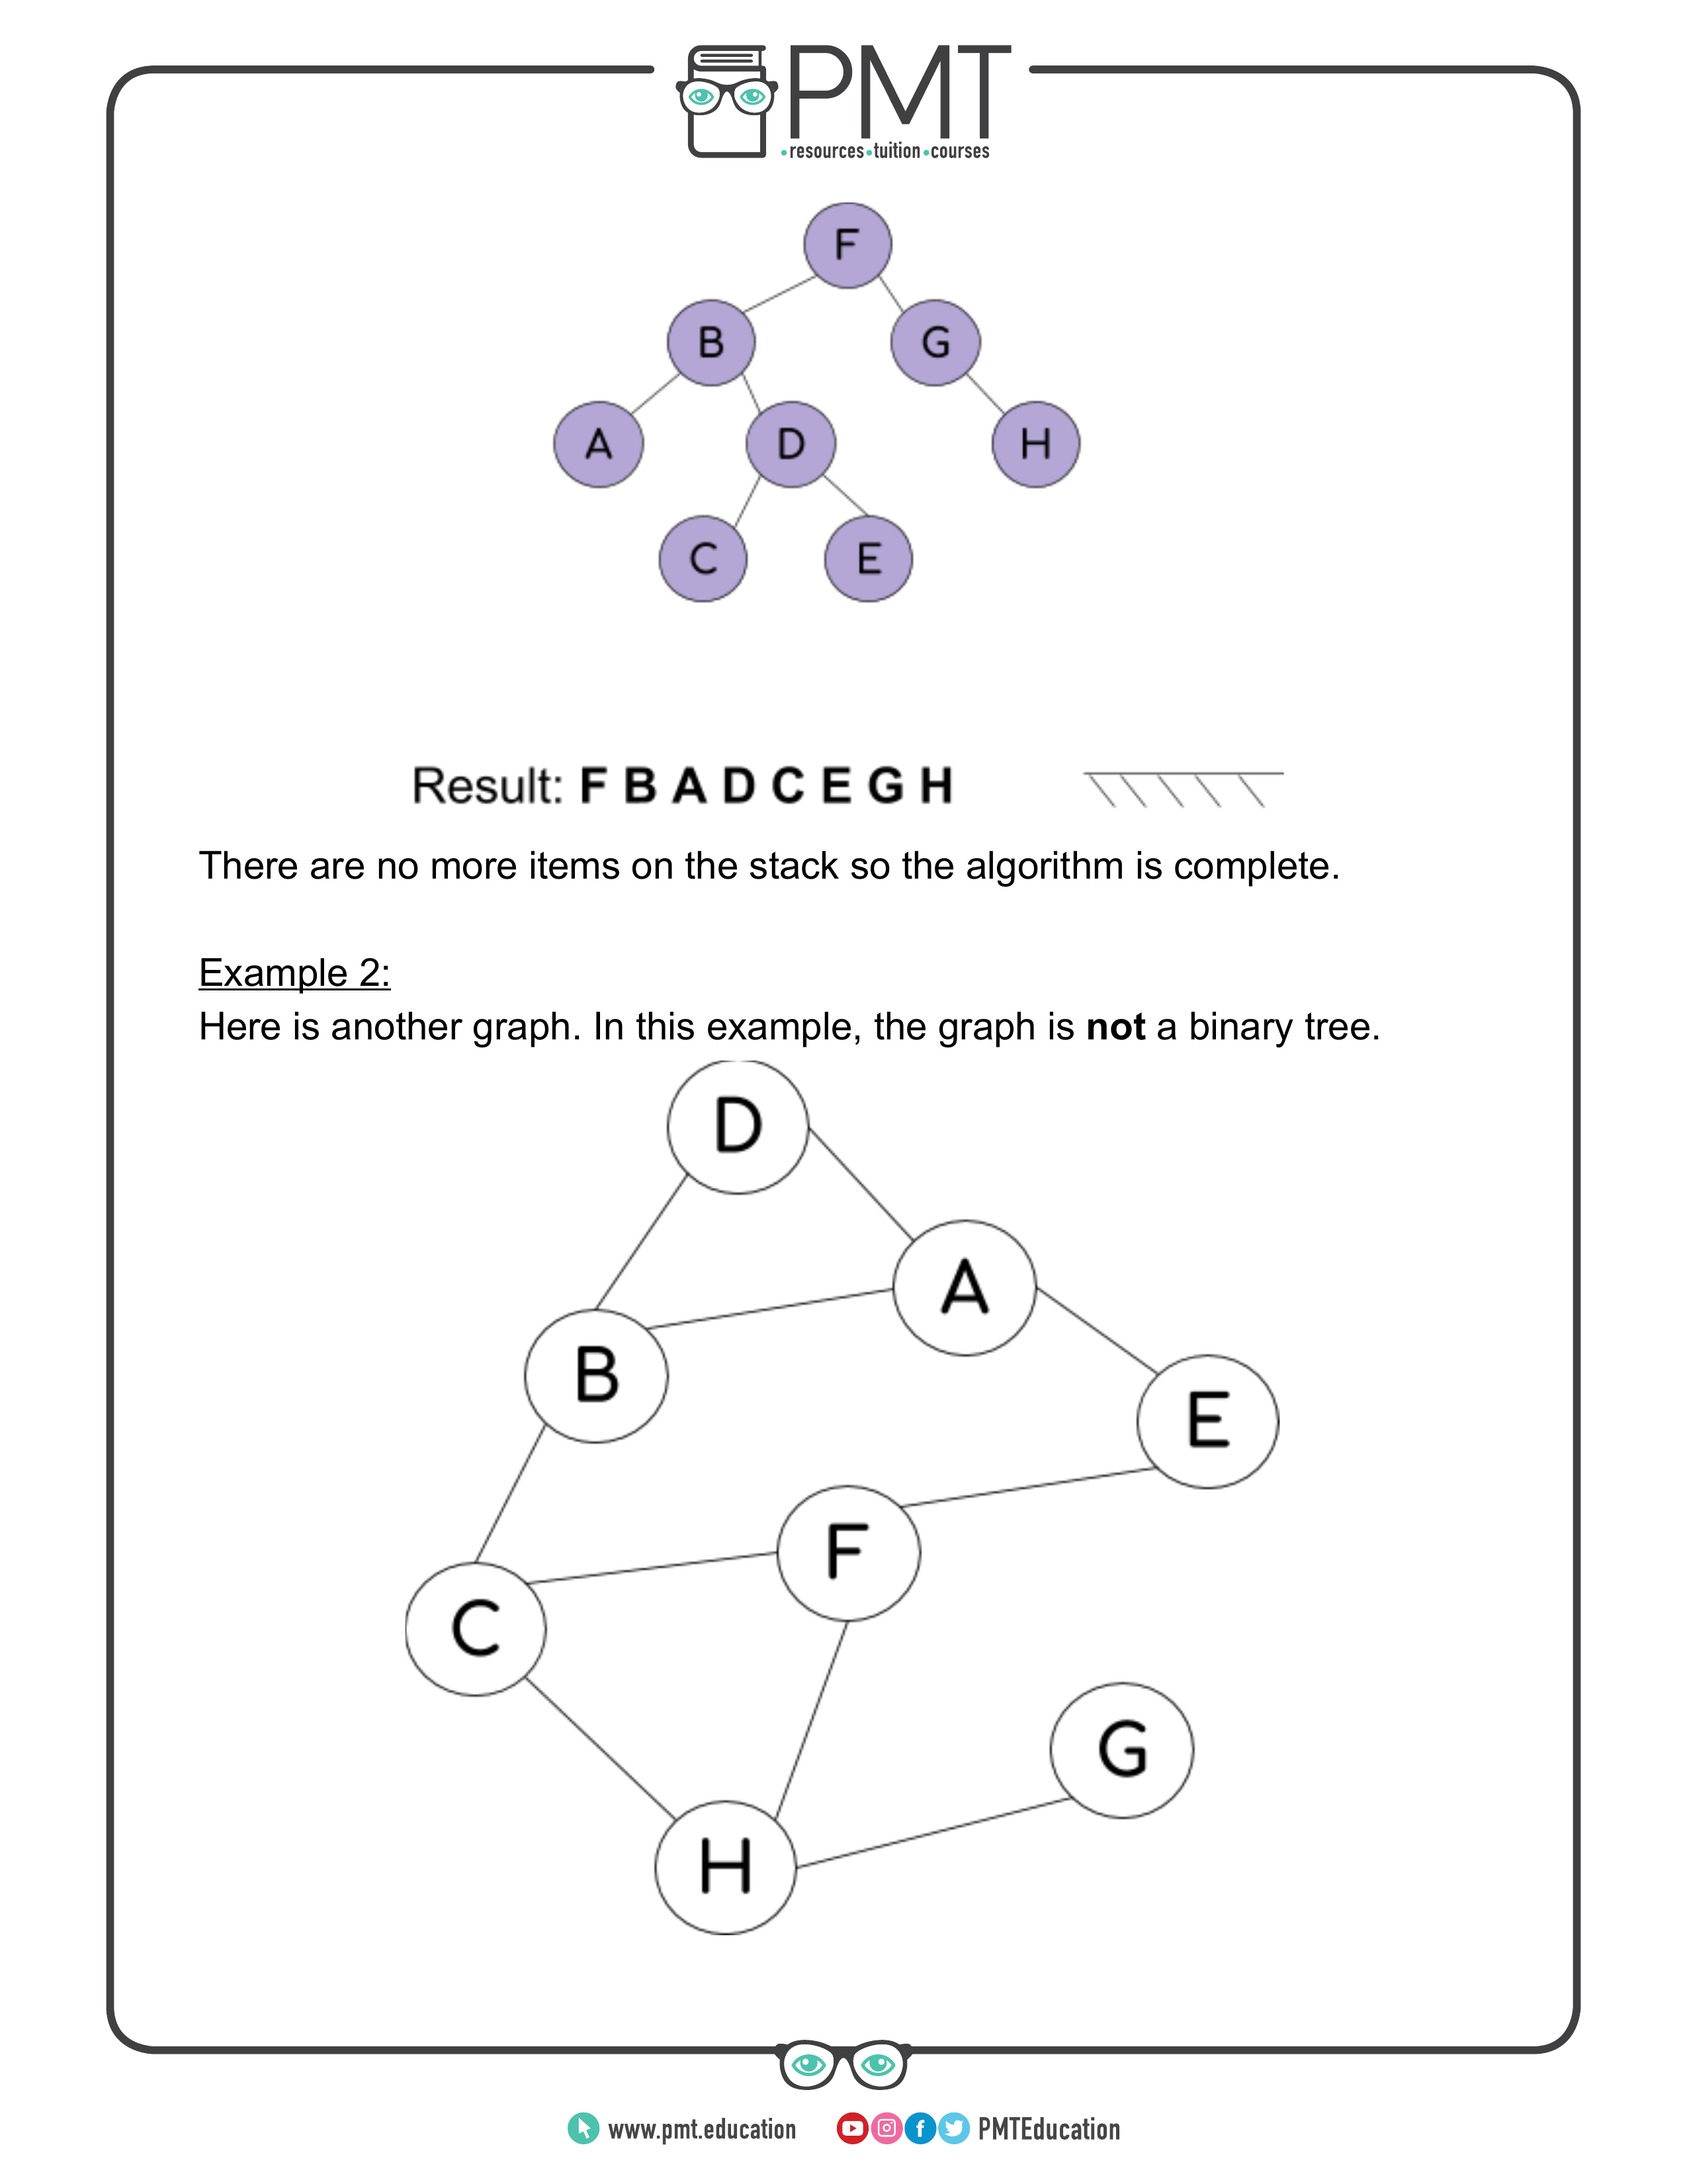 PMT
•resources•tuition•courses
F
B
G
A
D
H
C
E
Result: F B A D C E G H
There are no more items on the stack so the algorithm is complete.
Example 2:
Here is another graph. In this example, the graph is not a binary tree.
D
A
B
E
F
C
G
H
www.pmt.education
PMTEducation